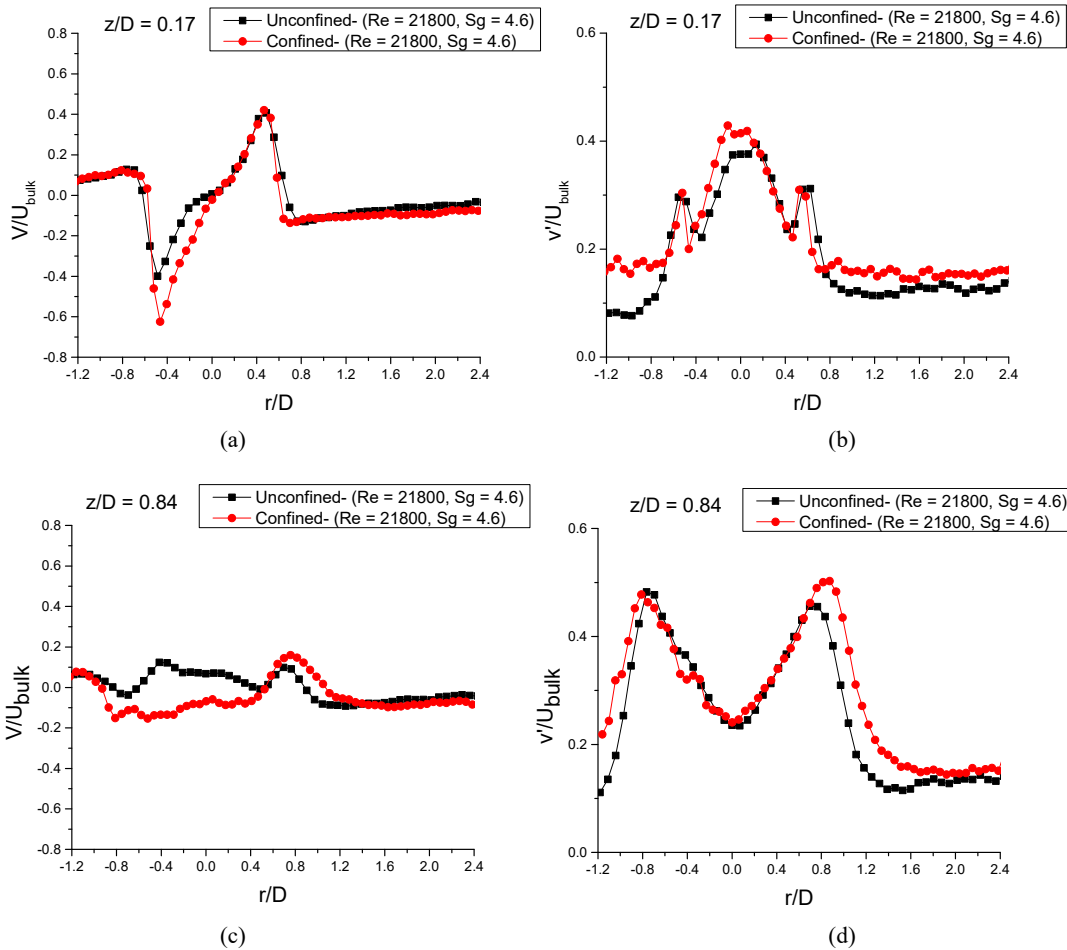 z/D = 0.17
Unconfined- (Re = 21800, Sg = 4.6)
Confined- (Re = 21800, Sg = 4.6)
V/Ubulk
0.8
0.6
0.4
0.2
0.0
-0.2
-0.4
-0.6
-0.8
-1.2 -0.8 -0.4 0.0 0.4 0.8 1.2 1.6 2.0 2.4
r/D
(a)
z/D = 0.17
Unconfined- (Re = 21800, Sg = 4.6)
Confined- (Re = 21800, Sg = 4.6)
v'/Ubulk
0.6
0.4
0.2
0.0
-1.2 -0.8 -0.4 0.0 0.4 0.8 1.2 1.6 2.0 2.4
r/D
(b)
z/D = 0.84
Unconfined- (Re = 21800, Sg = 4.6)
Confined- (Re = 21800, Sg = 4.6)
V/Ubulk
0.8
0.6
0.4
0.2
0.0
-0.2
-0.4
-0.6
-0.8
-1.2 -0.8 -0.4 0.0 0.4 0.8 1.2 1.6 2.0 2.4
r/D
(c)
z/D = 0.84
Unconfined- (Re = 21800, Sg = 4.6)
Confined- (Re = 21800, Sg = 4.6)
v'/Ubulk
0.6
0.4
0.2
0.0
-1.2 -0.8 -0.4 0.0 0.4 0.8 1.2 1.6 2.0 2.4
r/D
(d)